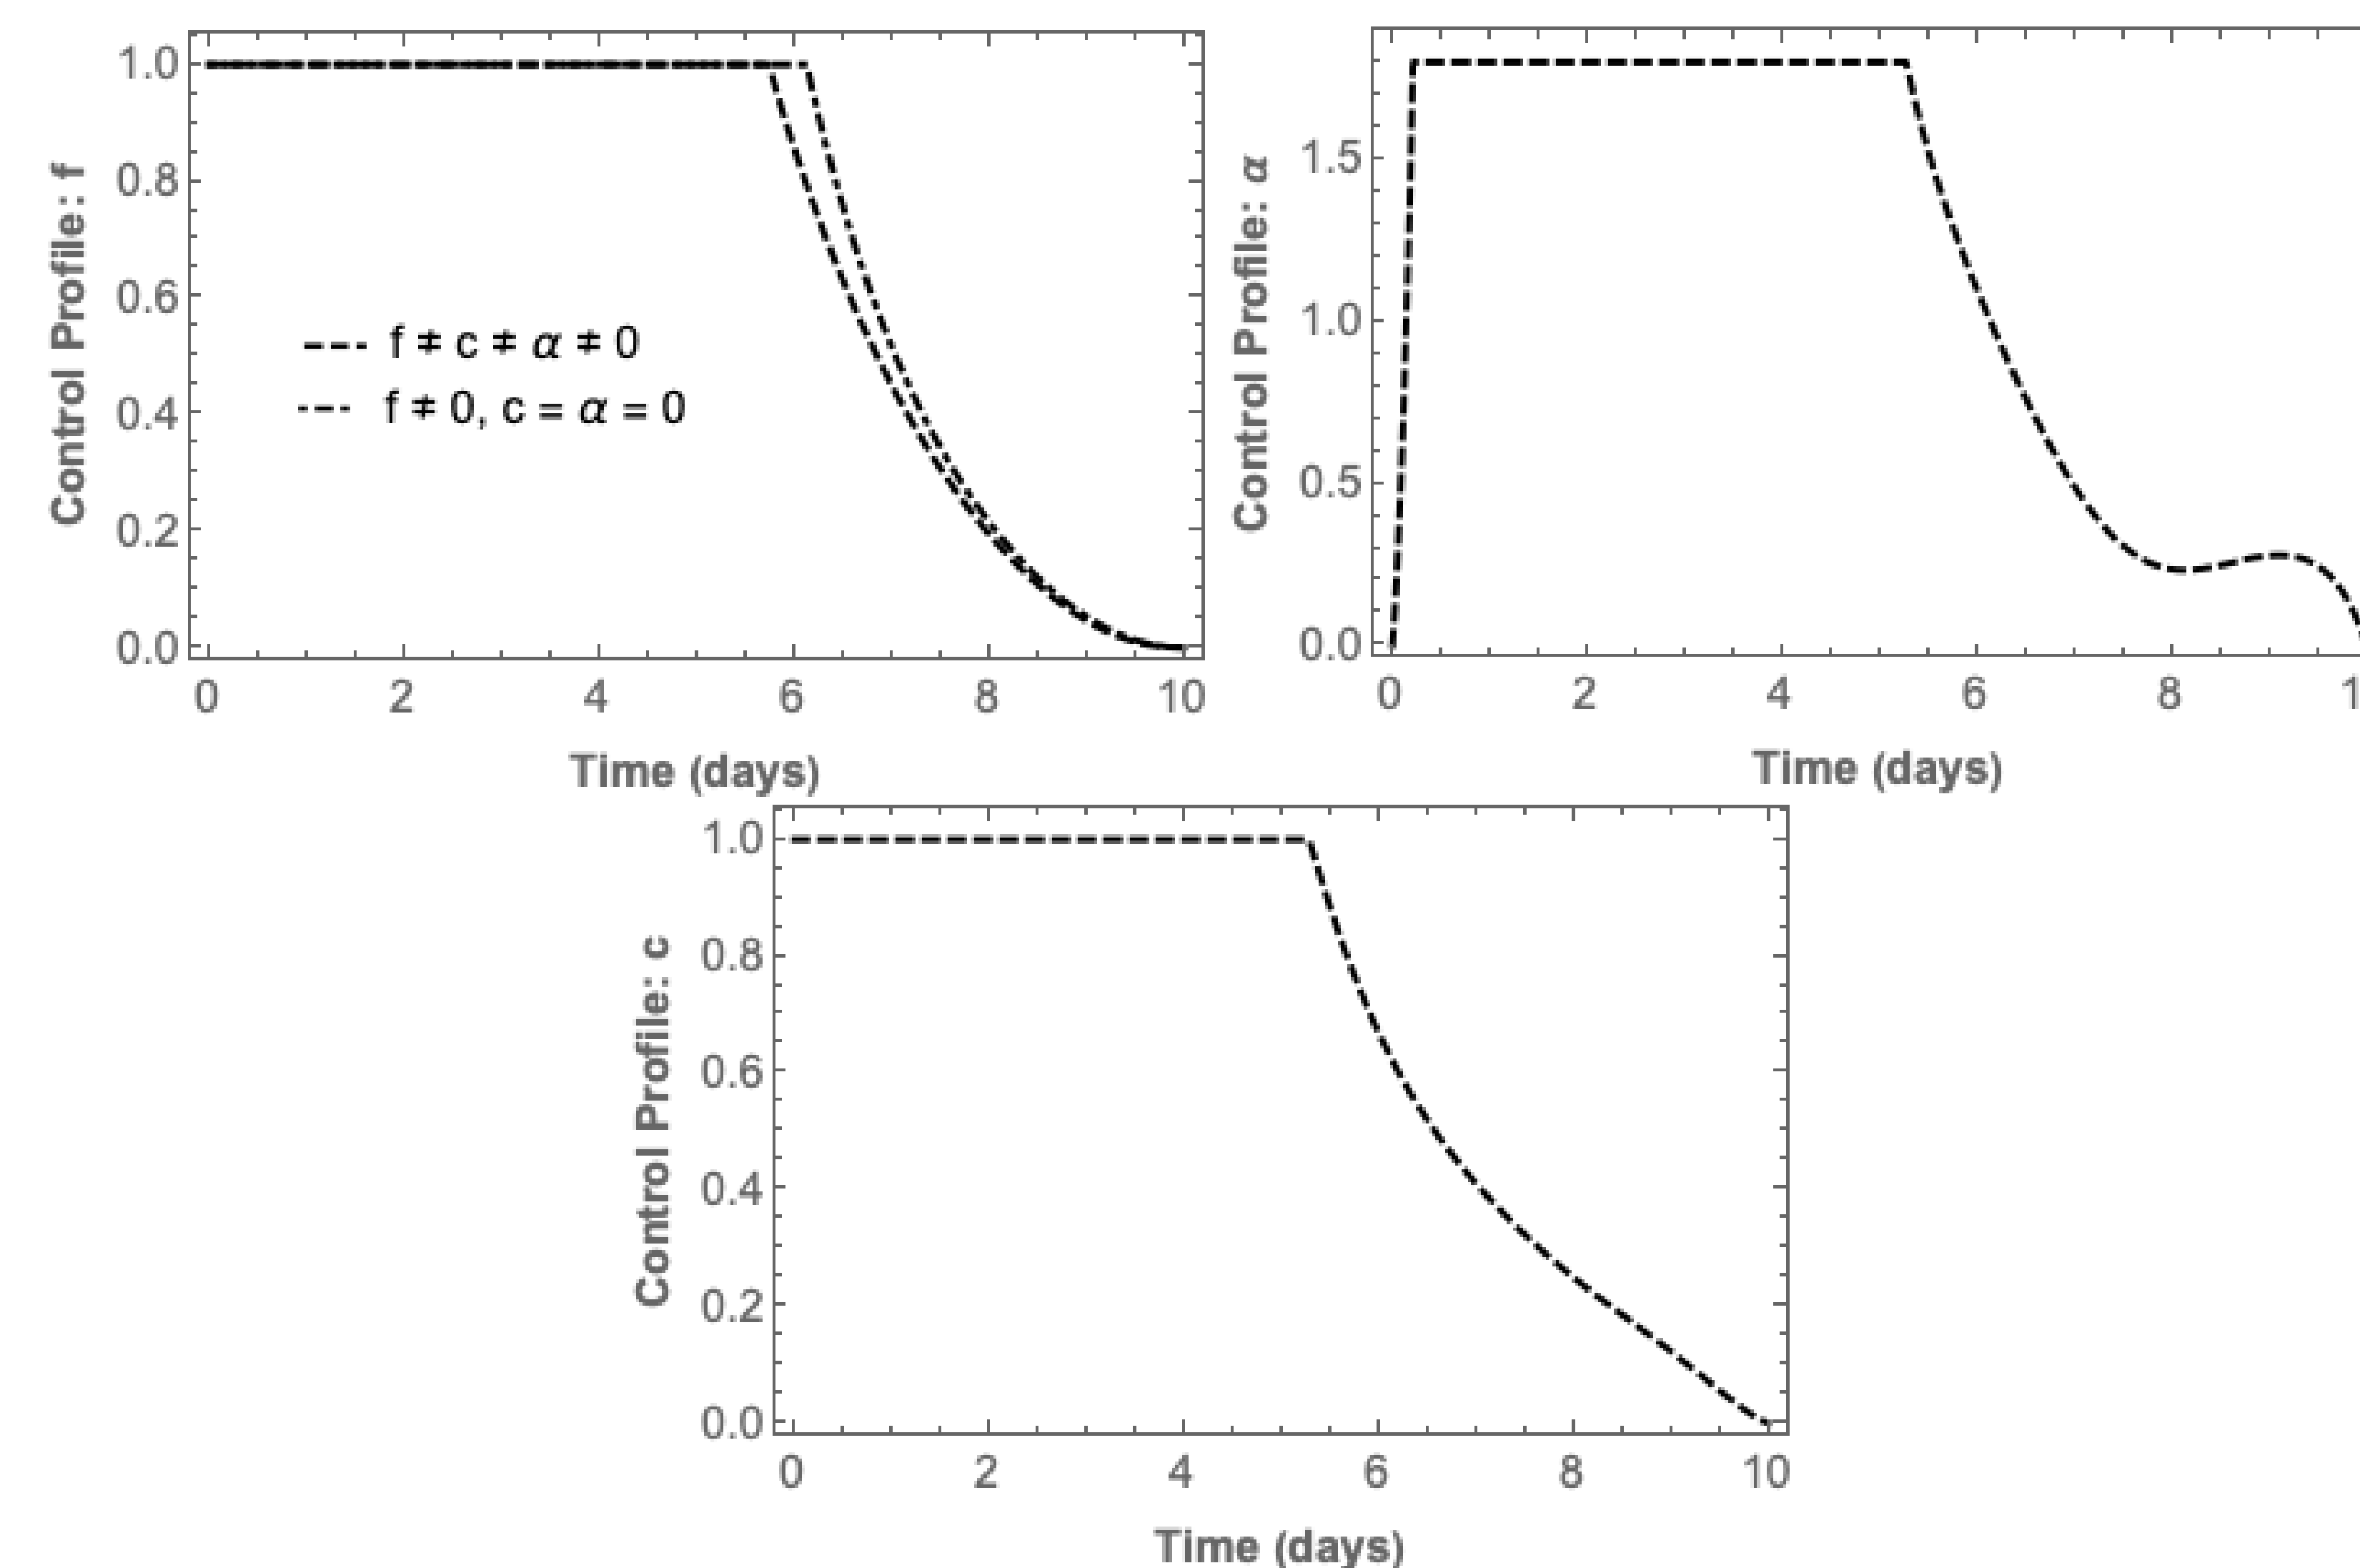 Control Profile: f
1.0
0.8
0.6
0.4
0.2
0.0
f ≠ c ≠ α ≠ 0
f ≠ 0, c = α = 0
0 2 4 6 8 10
Time (days)
Control Profile: α
1.5
1.0
0.5
0.0
0 2 4 6 8 1
Time (days)
Control Profile: c
1.0
0.8
0.6
0.4
0.2
0.0
0 2 4 6 8 10
Time (days)